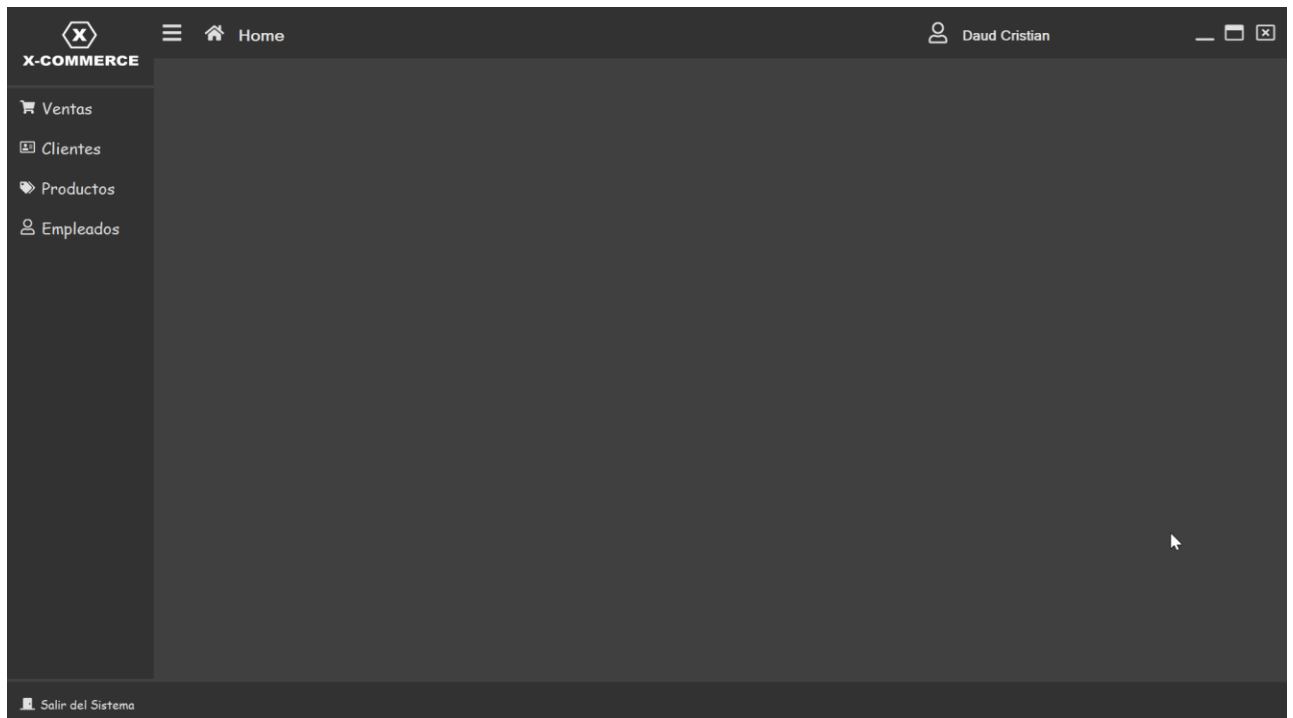 X
X-COMMERCE
Home
Daud Cristian
Ventas
Clientes
Productos
Empleados
Salir del Sistema